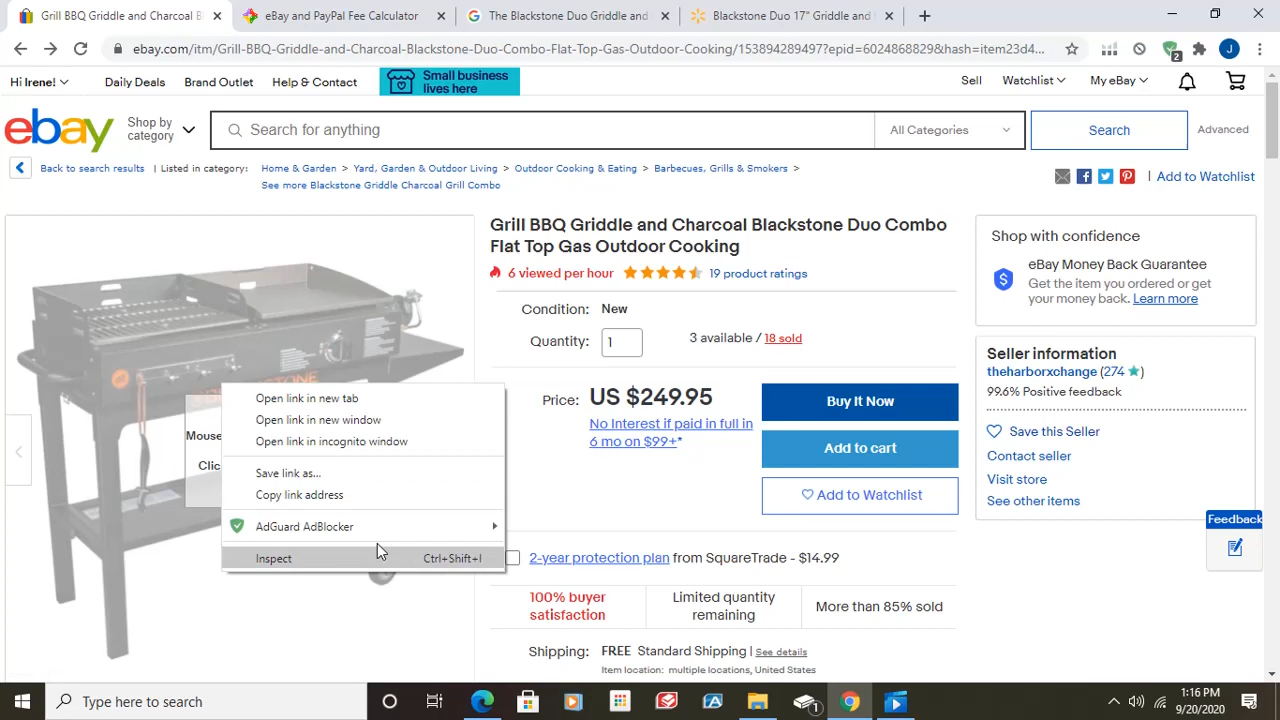 Grill BBQ Griddle and Charcoal B
eBay and PayPal Fee Calculator
The Blackstone Duo Griddle and
Blackstone Duo 17" Griddle and
ebay.com/itm/Grill-BBQ-Griddle-and-Charcoal-Blackstone-Duo-Combo-Flat-Top-Gas-Outdoor-Cooking/153894289497?epid=6024868829&hash=item23d4...
2
J
Hi Irene!
Daily Deals
Brand Outlet
Help & Contact
Small business
lives here
Sell
Watchlist
My eBay
ebay
Shop by
category
Search for anything
All Categories
Search
Advanced
Back to search results | Listed in category:
Home & Garden > Yard, Garden & Outdoor Living > Outdoor Cooking & Eating > Barbecues, Grills & Smokers >
See more Blackstone Griddle Charcoal Grill Combo
| Add to Watchlist
Grill BBQ Griddle and Charcoal Blackstone Duo Combo
Flat Top Gas Outdoor Cooking
6 viewed per hour
19 product ratings
Condition: New
Quantity: 1
3 available / 18 sold
Price: US $249.95
No Interest if paid in full in
6 mo on $99+*
Buy It Now
Add to cart
Add to Watchlist
2-year protection plan from SquareTrade - $14.99
100% buyer
satisfaction
Limited quantity
remaining
More than 85% sold
Shipping: FREE Standard Shipping | See details
Item location: multiple locations, United States
Shop with confidence
eBay Money Back Guarantee
Get the item you ordered or get
your money back. Learn more
Seller information
theharborxchange (274 ★)
99.6% Positive feedback
Save this Seller
Contact seller
Visit store
See other items
Feedback
Mouse
Clic
Open link in new tab
Open link in new window
Open link in incognito window
Save link as...
Copy link address
AdGuard AdBlocker
Inspect Ctrl+Shift+I
Type here to search
1
1:16 PM
9/20/2020